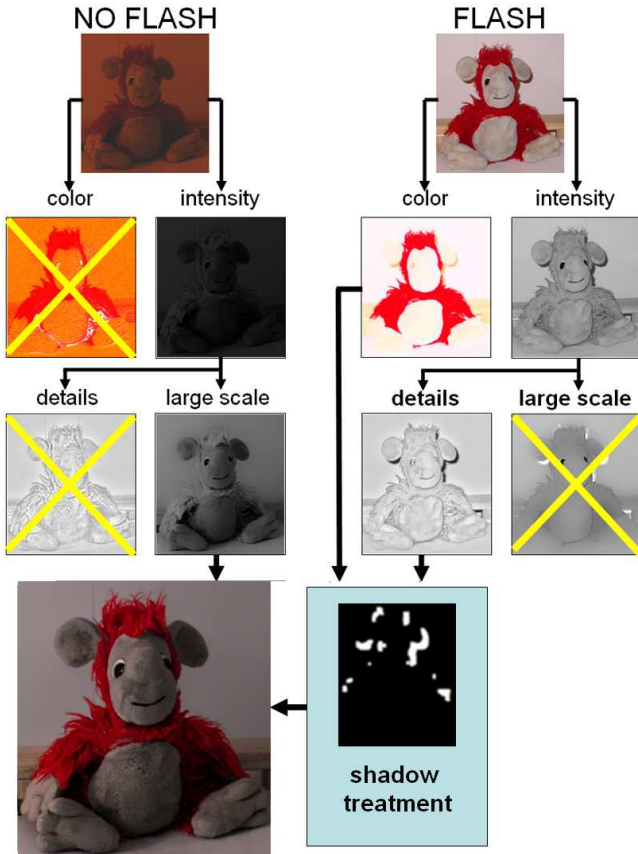 NO FLASH
FLASH
color
intensity
color
intensity
details
large scale
details
large scale
shadow
treatment